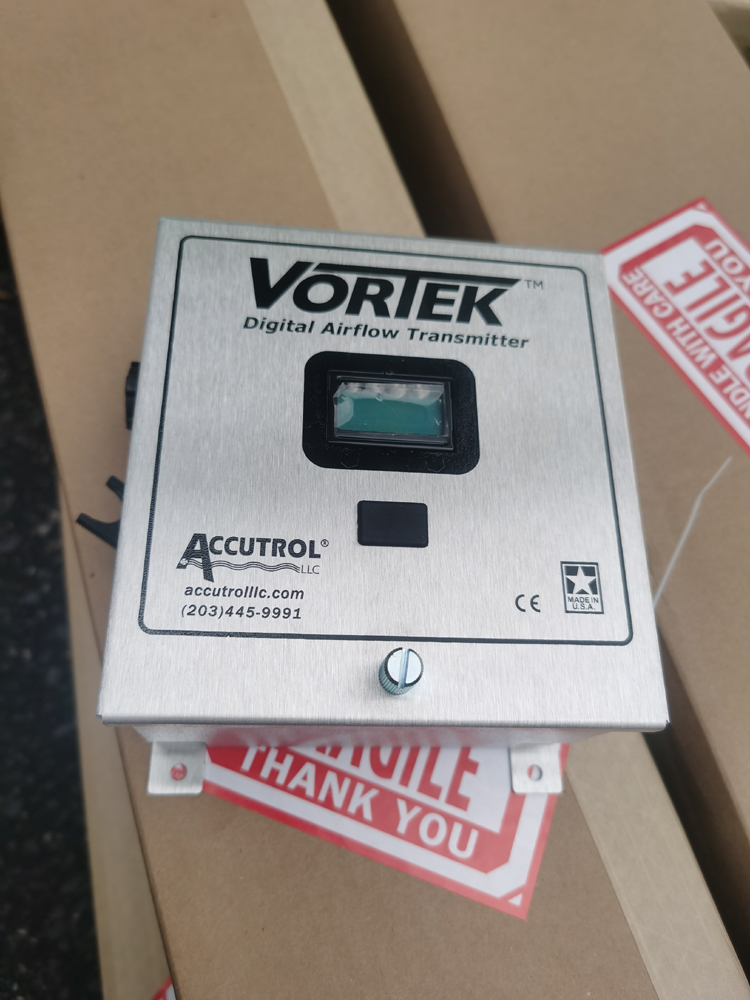 VORTEK™
Digital Airflow Transmitter
ACCUTROL®
LLC
accutrolllc.com
(203)445-9991
CE
MADE IN
U.S.A.
YOU
FRAGILE
HANDLE WITH CARE
FRAGILE
THANK YOU